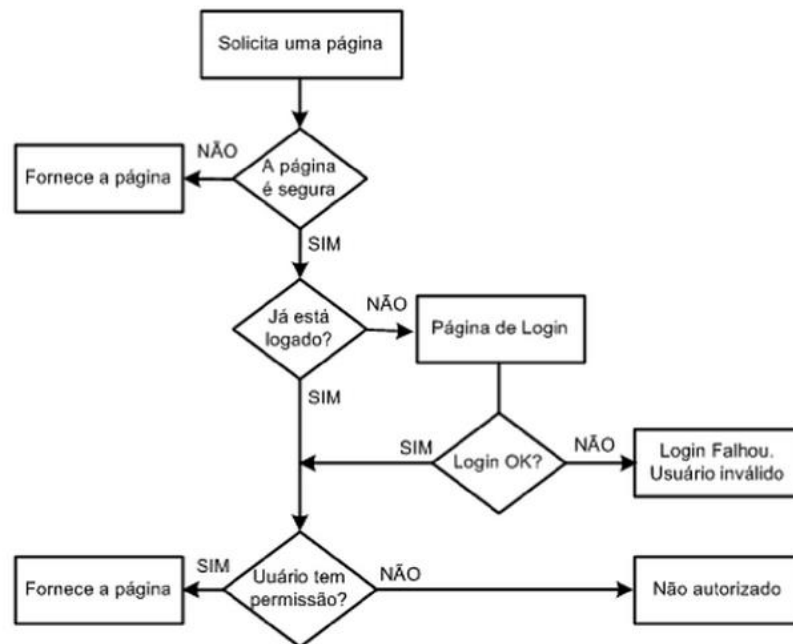 Solicita uma página
NÃO
A página
é segura
Fornece a página
SIM
Já está
logado?
NÃO
Página de Login
SIM
SIM
Login OK?
NÃO
Login Falhou.
Usuário inválido
SIM
Uuário tem
permissão?
NÃO
Fornece a página
Não autorizado